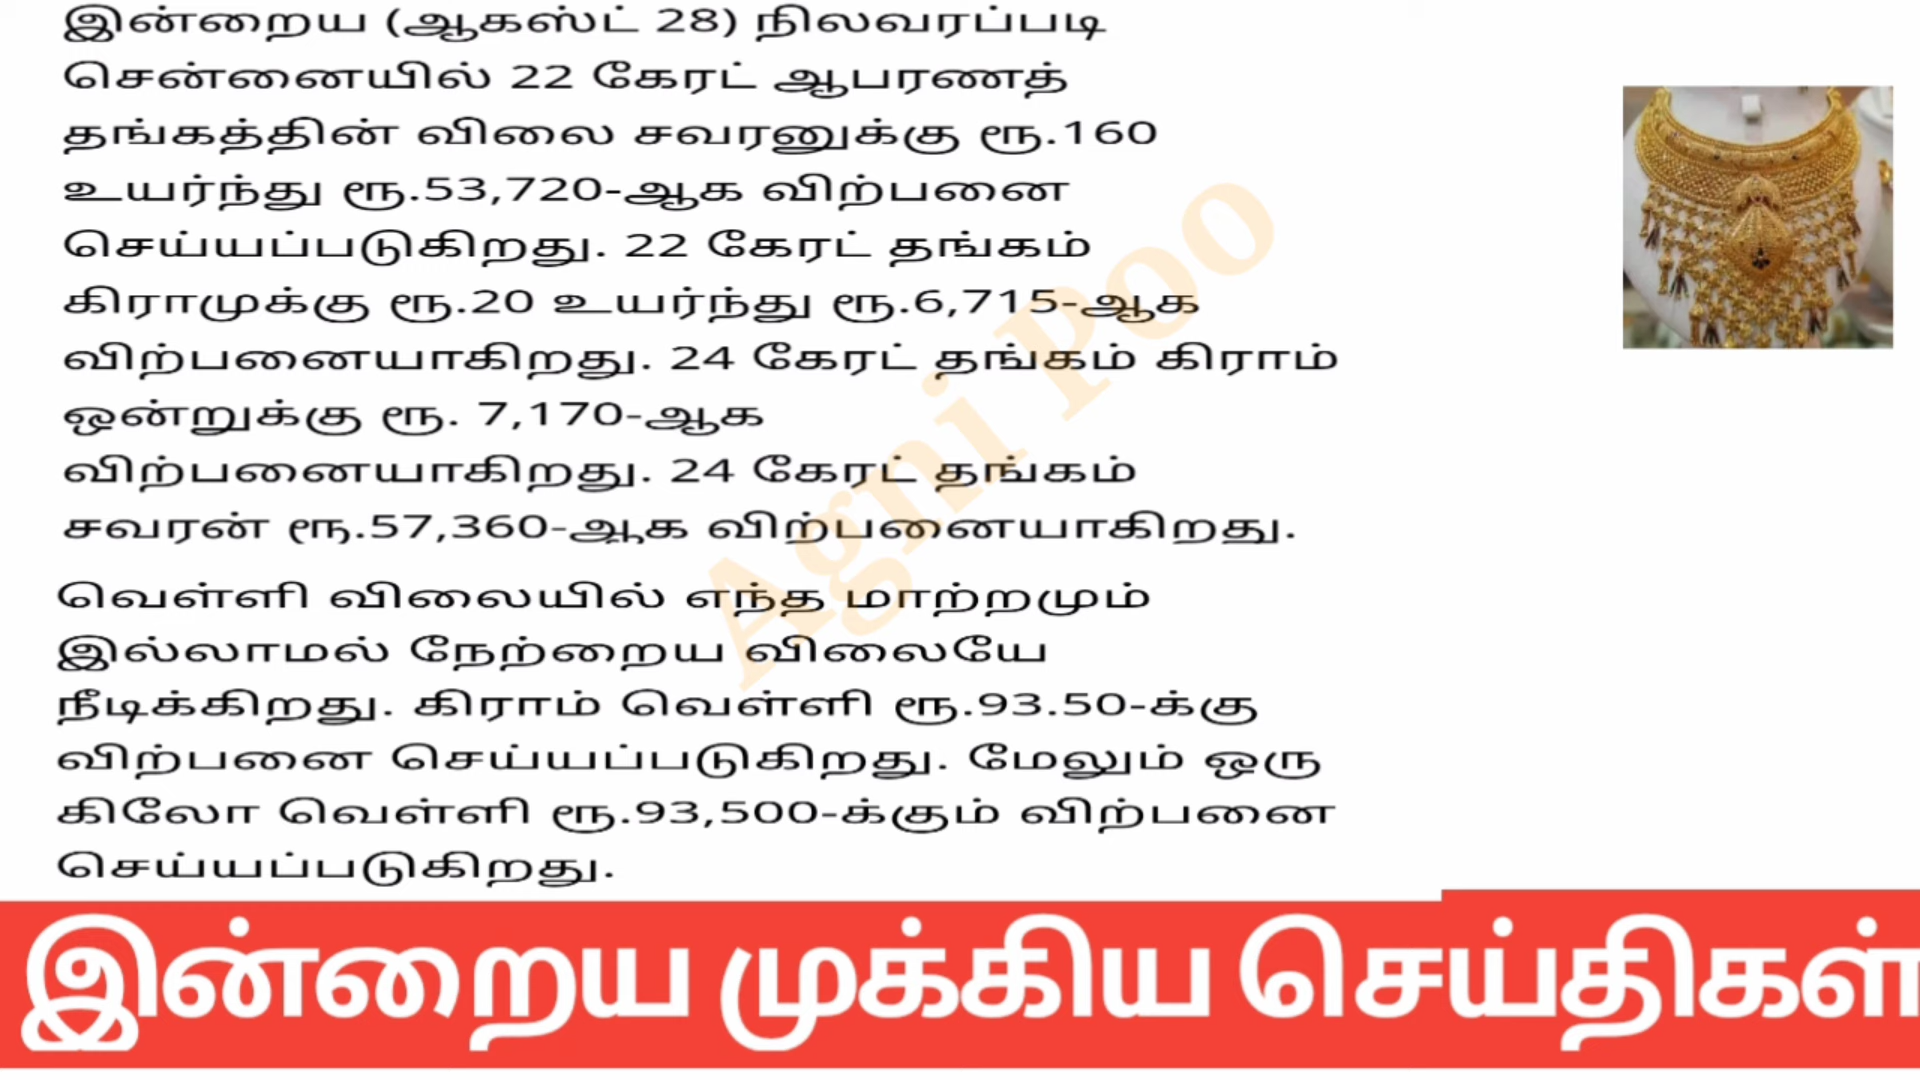 இன்றைய (ஆகஸ்ட் 28) நிலவரப்படி
சென்னையில் 22 கேரட் ஆபரணத்
தங்கத்தின் விலை சவரனுக்கு ரூ.160
உயர்ந்து ரூ.53,720-ஆக விற்பனை
செய்யப்படுகிறது. 22 கேரட் தங்கம்
கிராமுக்கு ரூ.20 உயர்ந்து ரூ.6,715-ஆக
விற்பனையாகிறது. 24 கேரட் தங்கம் கிராம்
ஒன்றுக்கு ரூ. 7,170-ஆக
விற்பனையாகிறது. 24 கேரட் தங்கம்
சவரன் ரூ.57,360-ஆக விற்பனையாகிறது.
வெள்ளி விலையில் எந்த மாற்றமும்
இல்லாமல் நேற்றைய விலையே
நீடிக்கிறது. கிராம் வெள்ளி ரூ.93.50-க்கு
விற்பனை செய்யப்படுகிறது. மேலும் ஒரு
கிலோ வெள்ளி ரூ.93,500-க்கும் விற்பனை
செய்யப்படுகிறது.
Agni Poo
இன்றைய முக்கிய செய்திகள்